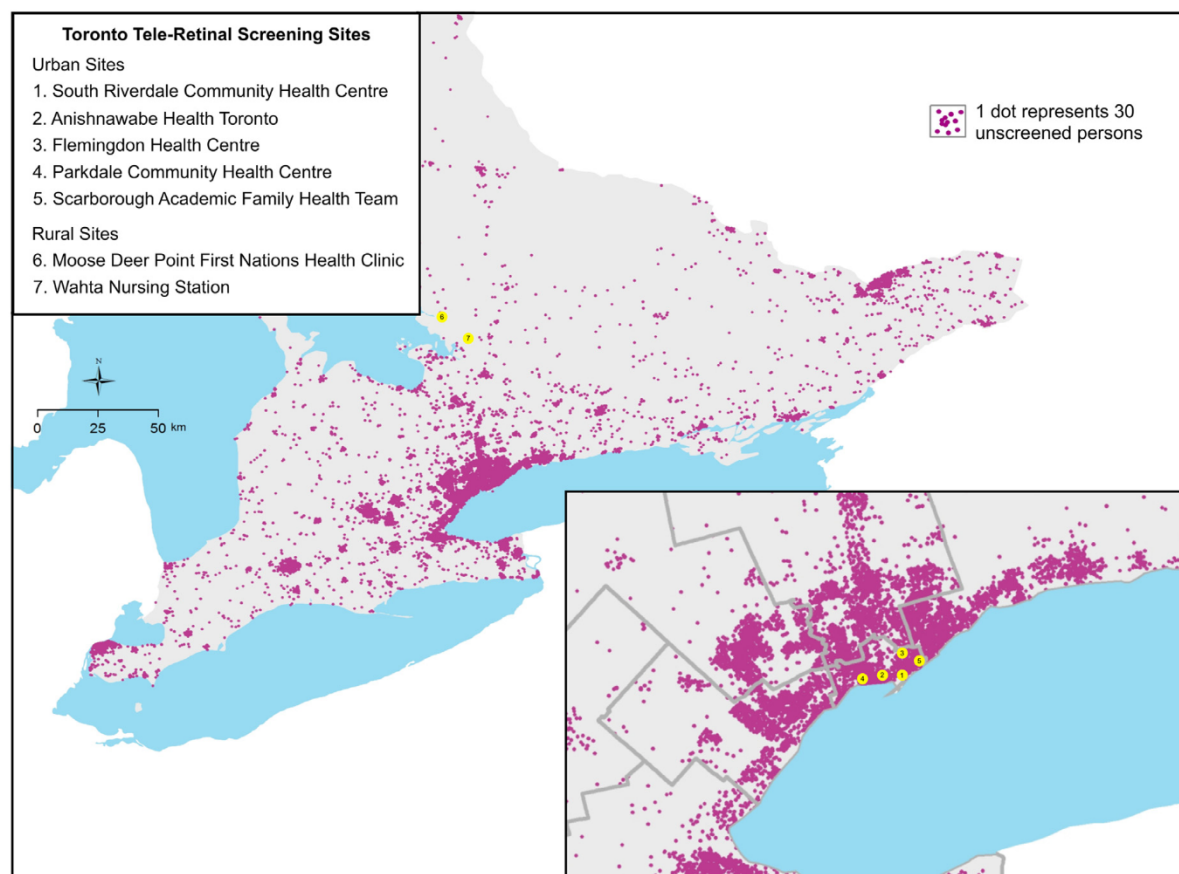 Toronto Tele-Retinal Screening Sites
Urban Sites
1. South Riverdale Community Health Centre
2. Anishnawabe Health Toronto
3. Flemingdon Health Centre
4. Parkdale Community Health Centre
5. Scarborough Academic Family Health Team
Rural Sites
6. Moose Deer Point First Nations Health Clinic
7. Wahta Nursing Station
1 dot represents 30
unscreened persons
6
7
N
0 25 50 km
3
5
4 2 1